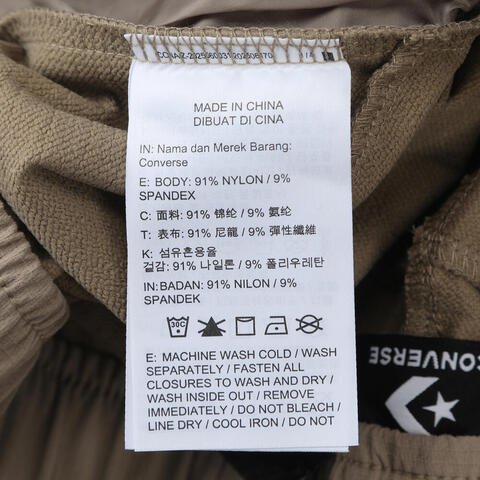 MADE IN CHINA
DIBUAT DI CINA
IN: Nama dan Merek Barang:
Converse
E: BODY: 91% NYLON / 9%
SPANDEX
C: 面料: 91% 锦纶 / 9% 氨纶
T: 表布: 91% 尼龍 / 9% 彈性纖維
K: 섬유혼용율
겉감: 91% 나일론 / 9% 폴리우레탄
IN: BADAN: 91% NILON / 9%
SPANDEK
30C
E: MACHINE WASH COLD / WASH
SEPARATELY / FASTEN ALL
CLOSURES TO WASH AND DRY /
WASH INSIDE OUT / REMOVE
IMMEDIATELY / DO NOT BLEACH /
LINE DRY / COOL IRON / DO NOT
CONVERSE